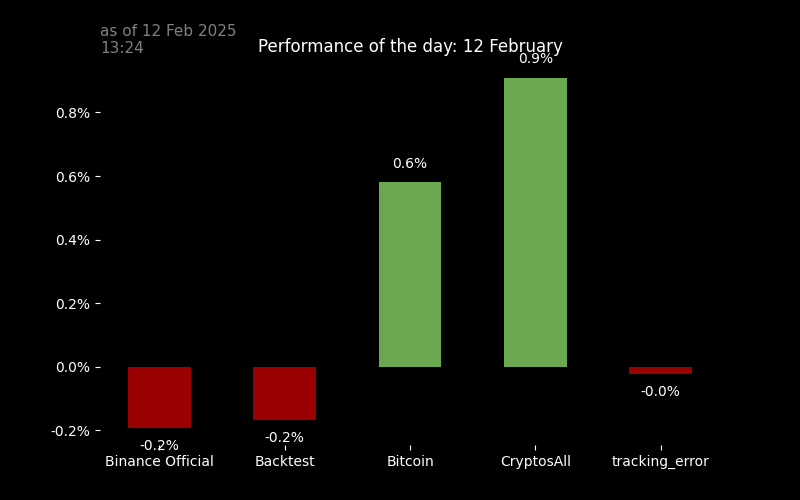 as of 12 Feb 2025
13:24
Performance of the day: 12 February
0.9%
0.8%
0.6%
0.6%
0.4%
0.2%
0.0%
-0.0%
-0.2%
-0.2%
-0.2%
Binance Official
Backtest
Bitcoin
CryptosAll
tracking_error